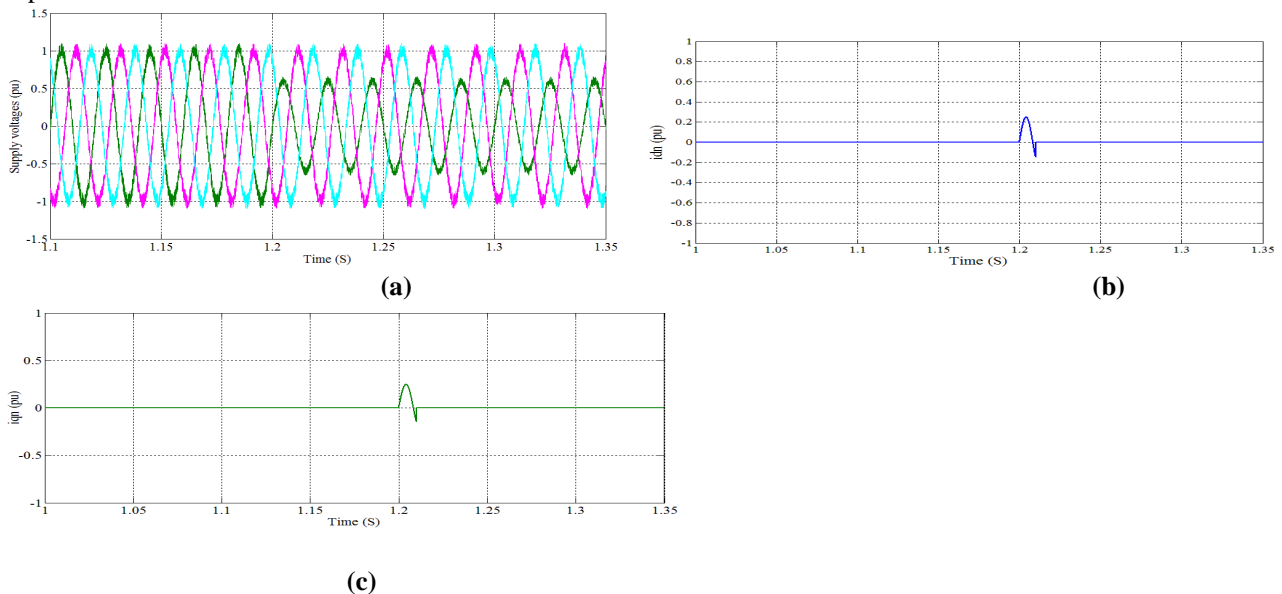 1.5
1
0.5
0
-0.5
-1
-1.5
Supply voltages (pu)
1.1 1.15 1.2 1.25 1.3 1.35
Time (S)
(a)
1
0.8
0.6
0.4
0.2
0
-0.2
-0.4
-0.6
-0.8
-1
idn (pu)
1 1.05 1.1 1.15 1.2 1.25 1.3 1.35
Time (S)
(b)
1
0.5
0
-0.5
-1
iqn (pu)
1 1.05 1.1 1.15 1.2 1.25 1.3 1.35
Time (S)
(c)